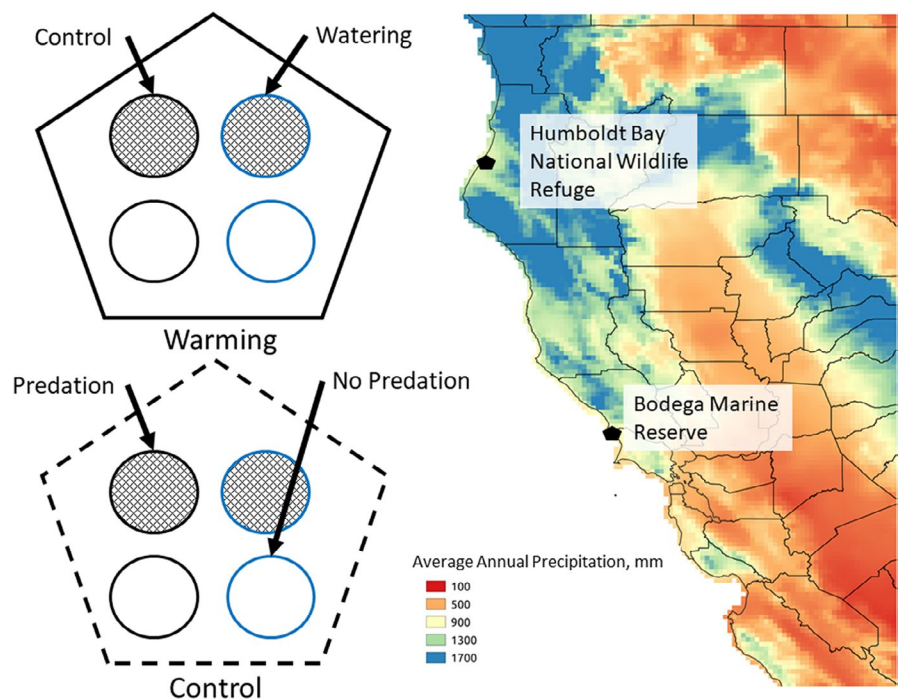 Control
Watering
Warming
Predation
No Predation
Control
Humboldt Bay
National Wildlife
Refuge
Bodega Marine
Reserve
Average Annual Precipitation, mm
100
500
900
1300
1700